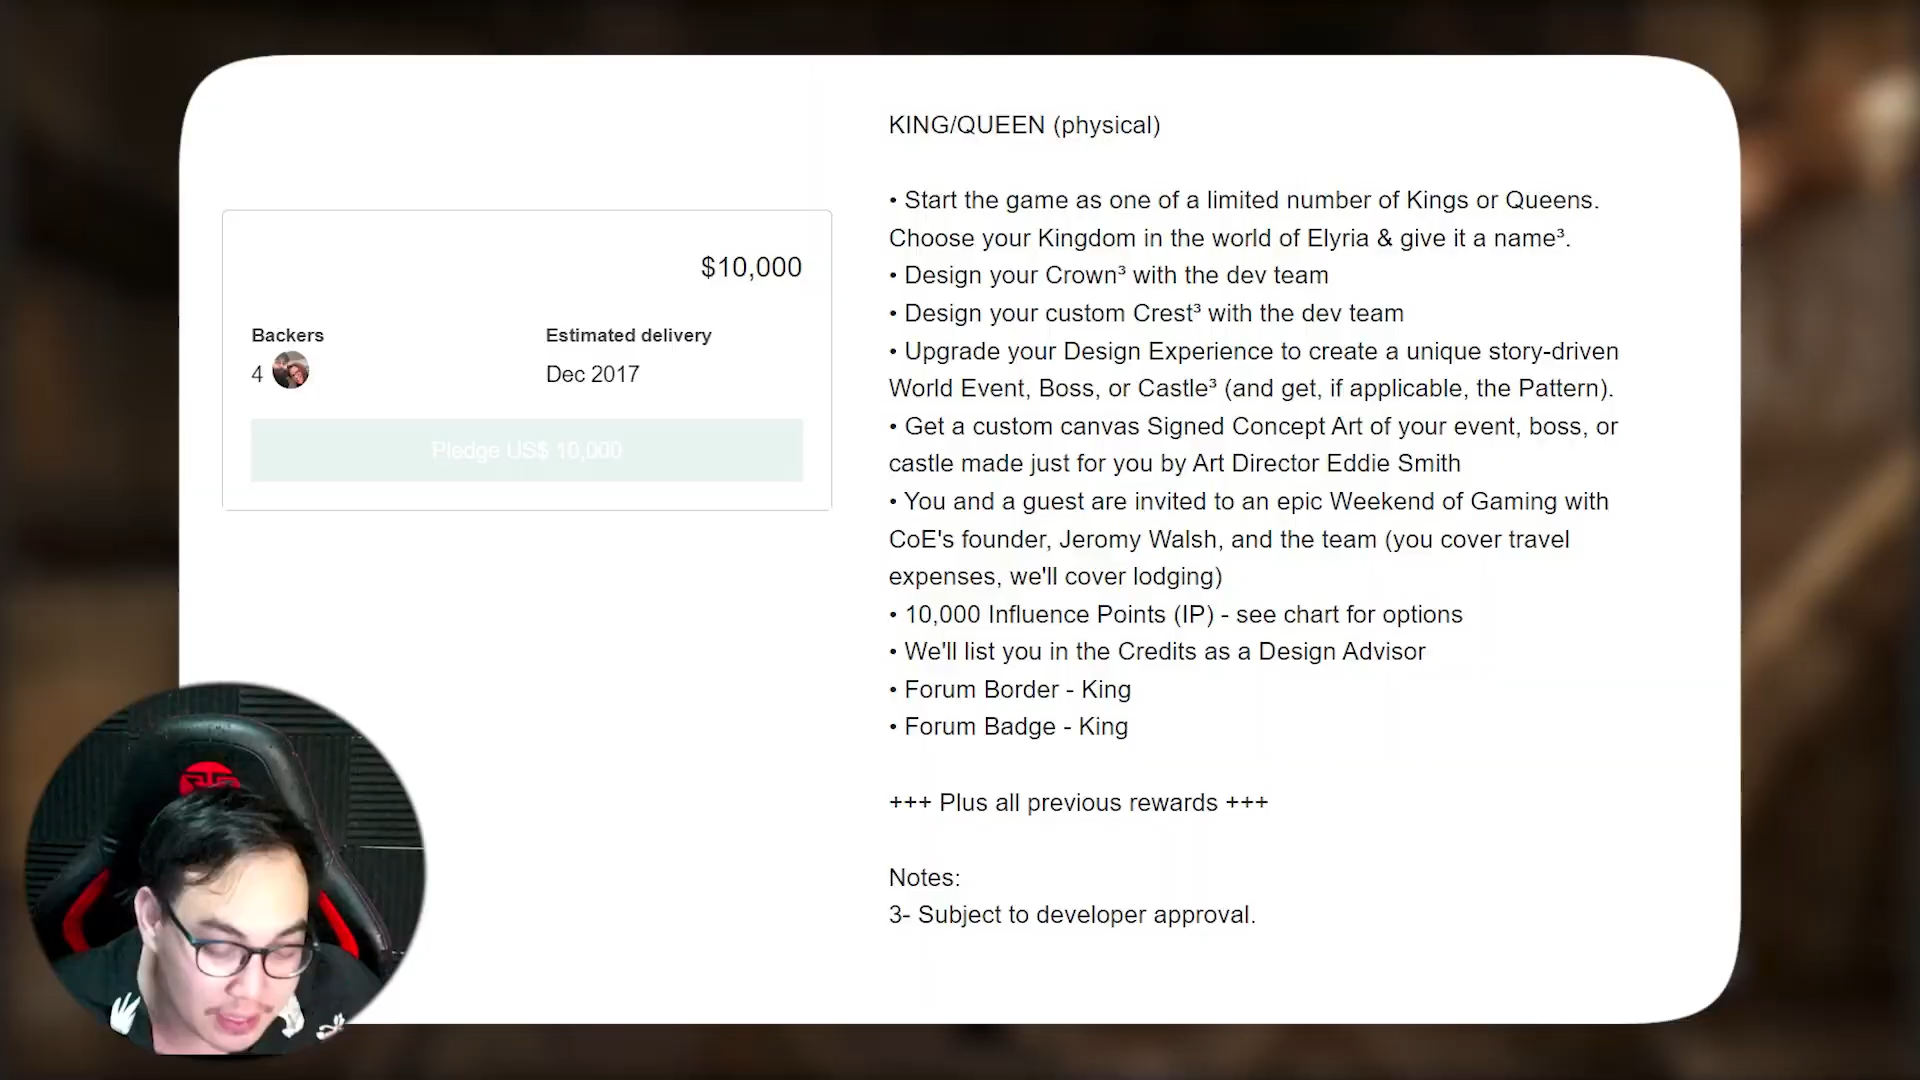 KING/QUEEN (physical)
• Start the game as one of a limited number of Kings or Queens.
Choose your Kingdom in the world of Elyria & give it a name³.
• Design your Crown³ with the dev team
• Design your custom Crest³ with the dev team
• Upgrade your Design Experience to create a unique story-driven
World Event, Boss, or Castle³ (and get, if applicable, the Pattern).
• Get a custom canvas Signed Concept Art of your event, boss, or
castle made just for you by Art Director Eddie Smith
• You and a guest are invited to an epic Weekend of Gaming with
CoE's founder, Jeromy Walsh, and the team (you cover travel
expenses, we'll cover lodging)
• 10,000 Influence Points (IP) - see chart for options
• We'll list you in the Credits as a Design Advisor
• Forum Border - King
• Forum Badge - King
+++ Plus all previous rewards +++
Notes:
3- Subject to developer approval.
$10,000
Backers
4
Estimated delivery
Dec 2017
Pledge US$ 10,000